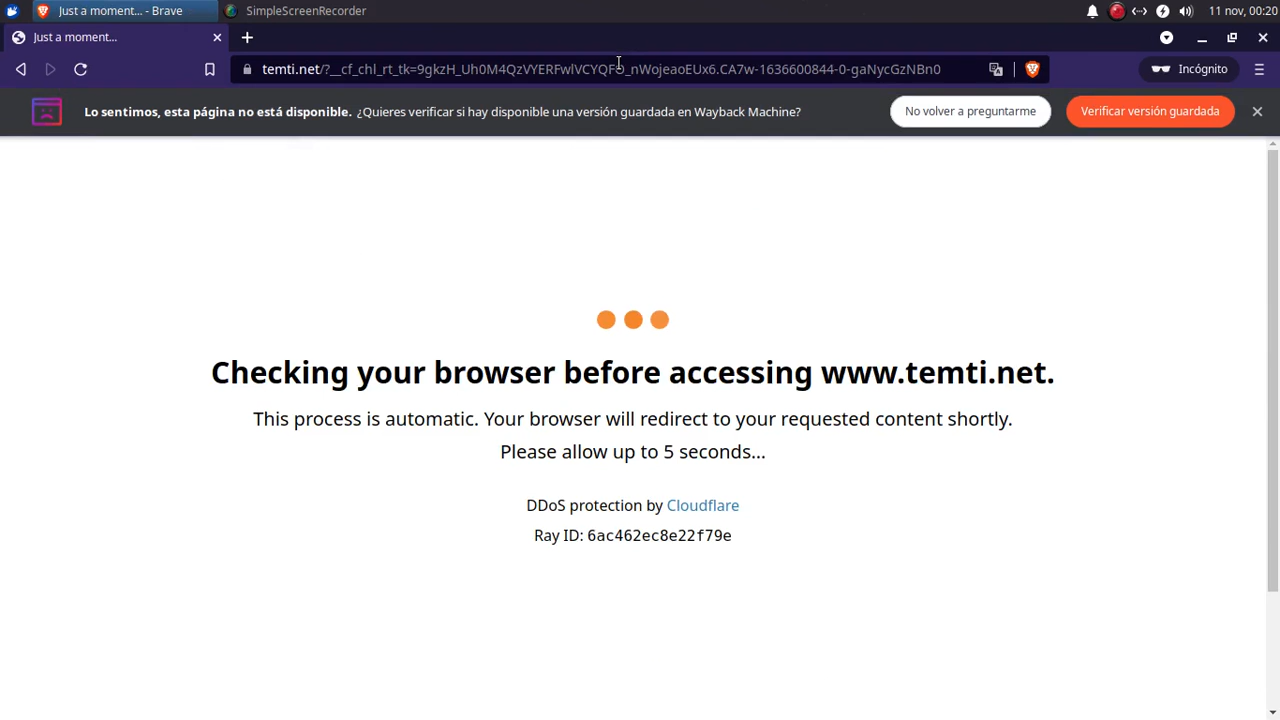 Just a moment... - Brave
SimpleScreenRecorder
11 nov, 00:20
Just a moment...
temti.net/?__cf_chl_rt_tk=9gkzH_Uh0M4QzVYERFwlVCYQF5_nWojeaoEUx6.CA7w-1636600844-0-gaNycGzNBn0
Incógnito
Lo sentimos, esta página no está disponible. ¿Quieres verificar si hay disponible una versión guardada en Wayback Machine?
No volver a preguntarme
Verificar versión guardada
Checking your browser before accessing www.temti.net.
This process is automatic. Your browser will redirect to your requested content shortly.
Please allow up to 5 seconds...
DDoS protection by Cloudflare
Ray ID: 6ac462ec8e22f79e